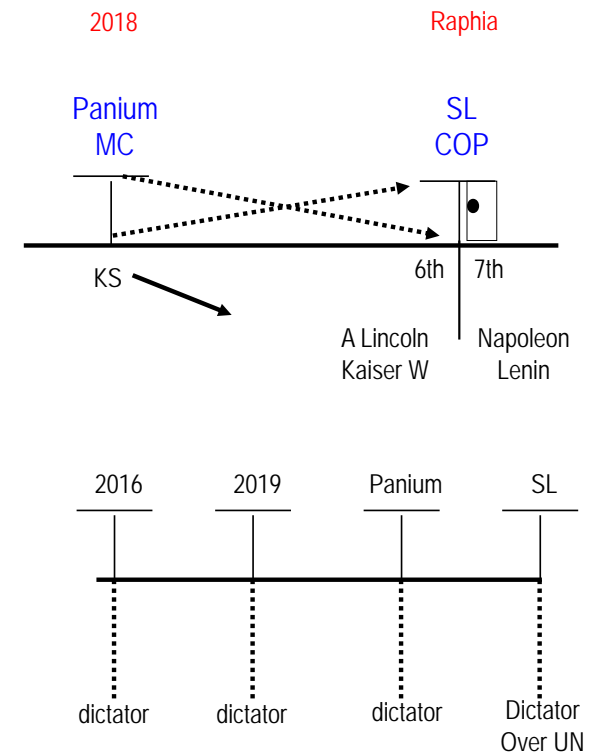 2018
Raphia
Panium
MC
SL
COP
KS
6th
7th
A Lincoln
Kaiser W
Napoleon
Lenin
2016
2019
Panium
SL
dictator
dictator
dictator
Dictator
Over UN